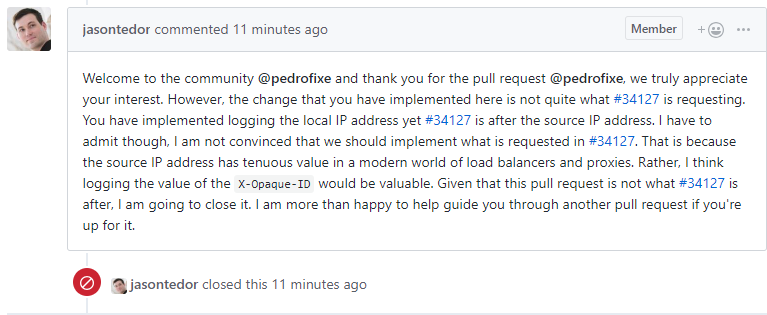 jasontedor commented 11 minutes ago
Member
Welcome to the community @pedrofixe and thank you for the pull request @pedrofixe, we truly appreciate
your interest. However, the change that you have implemented here is not quite what #34127 is requesting.
You have implemented logging the local IP address yet #34127 is after the source IP address. I have to
admit though, I am not convinced that we should implement what is requested in #34127. That is because
the source IP address has tenuous value in a modern world of load balancers and proxies. Rather, I think
logging the value of the X-Opaque-ID would be valuable. Given that this pull request is not what #34127 is
after, I am going to close it. I am more than happy to help guide you through another pull request if you're
up for it.
jasontedor closed this 11 minutes ago